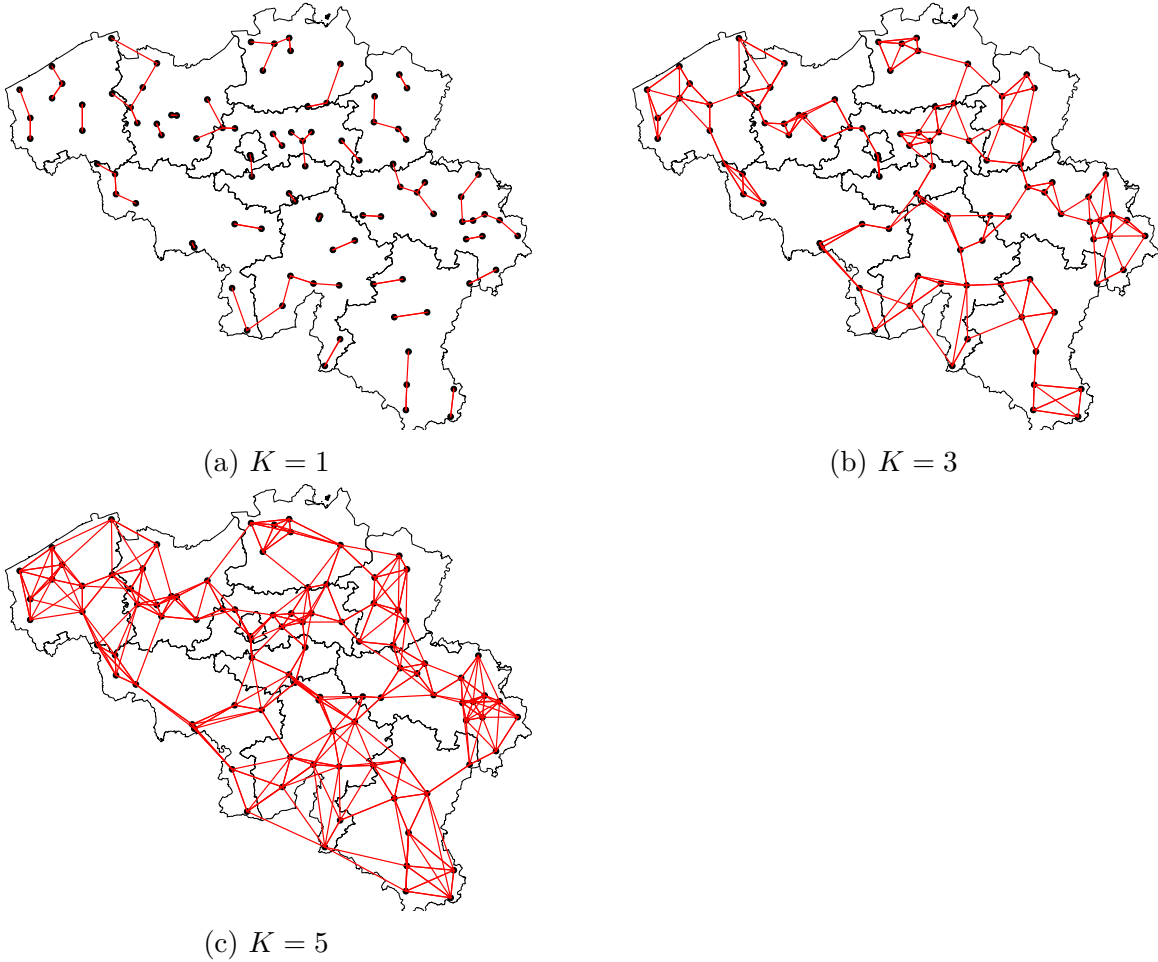 (a) K = 1
(b) K = 3
(c) K = 5